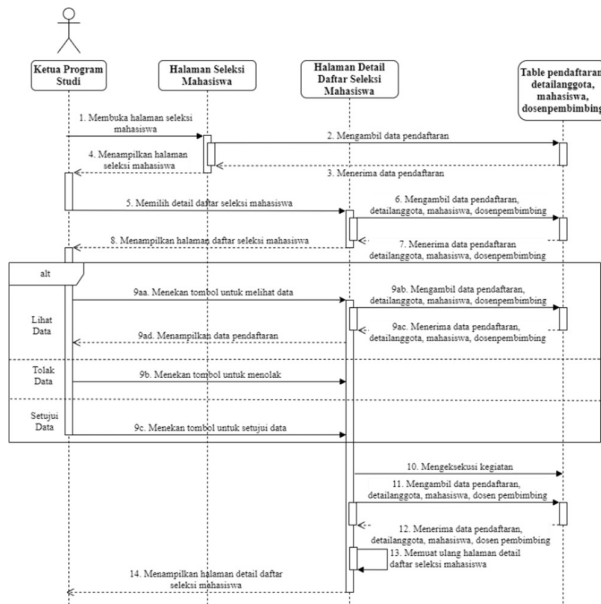 Ketua Program
Studi
Halaman Seleksi
Mahasiswa
Halaman Detail
Daftar Seleksi
Mahasiswa
Table pendaftaran,
detailanggota,
mahasiswa,
dosenpembimbing
1. Membuka halaman seleksi
mahasiswa
2. Mengambil data pendaftaran
3. Menerima data pendaftaran
4. Menampilkan halaman
seleksi mahasiswa
5. Memilih detail daftar seleksi mahasiswa
6. Mengambil data pendaftaran,
detailanggota, mahasiswa, dosenpembimbing
7. Menerima data pendaftaran
detailanggota, mahasiswa, dosenpembimbing
8. Menampilkan halaman daftar seleksi mahasiswa
alt
Lihat
Data
9aa. Menekan tombol untuk melihat data
9ab. Mengambil data pendaftaran,
detailanggota, mahasiswa, dosenpembimbing
9ac. Menerima data pendaftaran,
detailanggota, mahasiswa, dosenpembimbing
9ad. Menampilkan data pendaftaran
Tolak
Data
9b. Menekan tombol untuk menolak
Setujui
Data
9c. Menekan tombol untuk setujui data
10. Mengeksekusi kegiatan
11. Mengambil data pendaftaran,
detailanggota, mahasiswa, dosen pembimbing
12. Menerima data pendaftaran,
detailanggota, mahasiswa, dosen pembimbing
13. Memuat ulang halaman detail
daftar seleksi mahasiswa
14. Menampilkan halaman detail daftar
seleksi mahasiswa